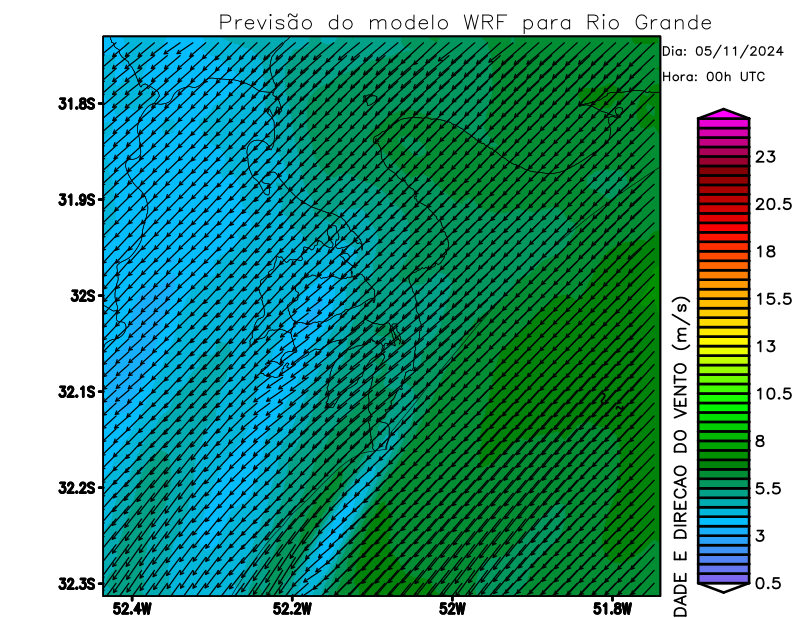 Previsão do modelo WRF para Rio Grande
Dia: 05/11/2024
Hora: 00h UTC
31.8S
31.9S
32S
32.1S
32.2S
32.3S
52.4W
52.2W
52W
51.8W
23
20.5
18
15.5
13
10.5
8
5.5
3
0.5
DADE E DIRECAO DO VENTO (m/s)